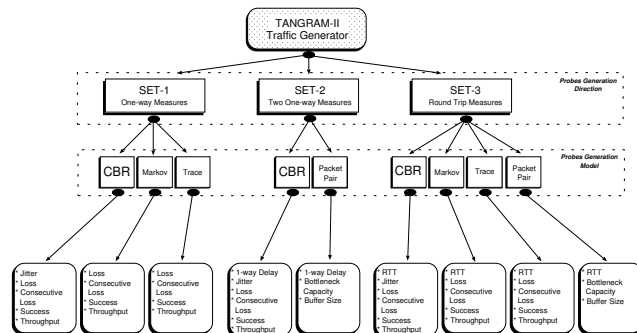 TANGRAM-II
Traffic Generator
Probes Generation
Direction
SET-1
One-way Measures
SET-2
Two One-way Measures
SET-3
Round Trip Measures
Probes Generation
Model
CBR
Markov
Trace
CBR
Packet
Pair
CBR
Markov
Trace
Packet
Pair
* Jitter
* Loss
* Consecutive
Loss
* Success
* Throughput
* Loss
* Consecutive
Loss
* Success
* Throughput
* Loss
* Consecutive
Loss
* Success
* Throughput
* 1-way Delay
* Jitter
* Loss
* Consecutive
Loss
* Success
* Throughput
* 1-way Delay
* Bottleneck
Capacity
* Buffer Size
* RTT
* Jitter
* Loss
* Consecutive
Loss
* Success
* Throughput
* RTT
* Loss
* Consecutive
Loss
* Success
* Throughput
* RTT
* Loss
* Consecutive
Loss
* Success
* Throughput
* RTT
* Bottleneck
Capacity
* Buffer Size